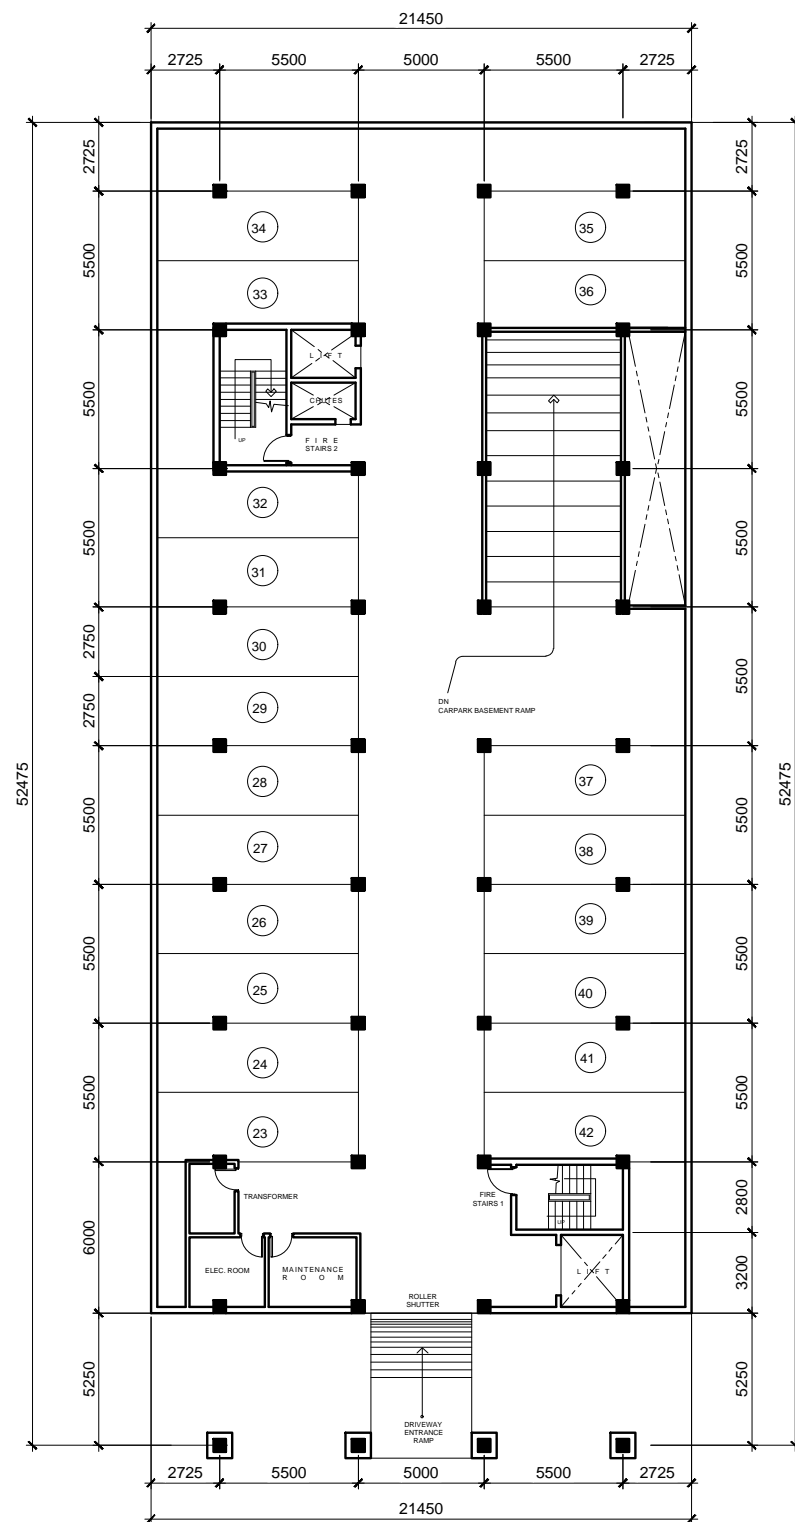 21450
2725 5500 5000 5500 2725
2725 2725
34 35
5500 5500
33 36
L I F T
5500 5500
CHUTES
UP F I R E
STAIRS 2
32
5500 5500
31
2750 30
5500
DN
CARPARK BASEMENT RAMP
2750 29
52475 52475
28 37
5500 5500
27 38
26 39
5500 5500
25 40
24 41
5500 5500
23 42
TRANSFORMER
FIRE
STAIRS 1
UP
2800
6000
ELEC. ROOM
MAINTENANCE
R O O M
L I F T
3200
ROLLER
SHUTTER
5250 5250
DRIVEWAY
ENTRANCE
RAMP
2725 5500 5000 5500 2725
21450